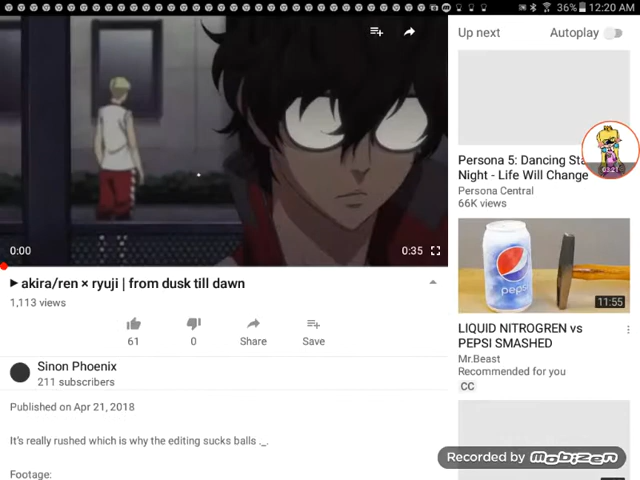 36% 12:20 AM
Up next
Autoplay
Persona 5: Dancing Sta
Night - Life Will Change
03:21
Persona Central
66K views
0:00
0:35
akira/ren × ryuji | from dusk till dawn
1,113 views
61
0
Share
Save
pepsi
11:55
LIQUID NITROGREN vs
PEPSI SMASHED
Mr.Beast
Recommended for you
CC
Sinon Phoenix
211 subscribers
Published on Apr 21, 2018
It's really rushed which is why the editing sucks balls ._.
Footage:
Recorded by Mobizen